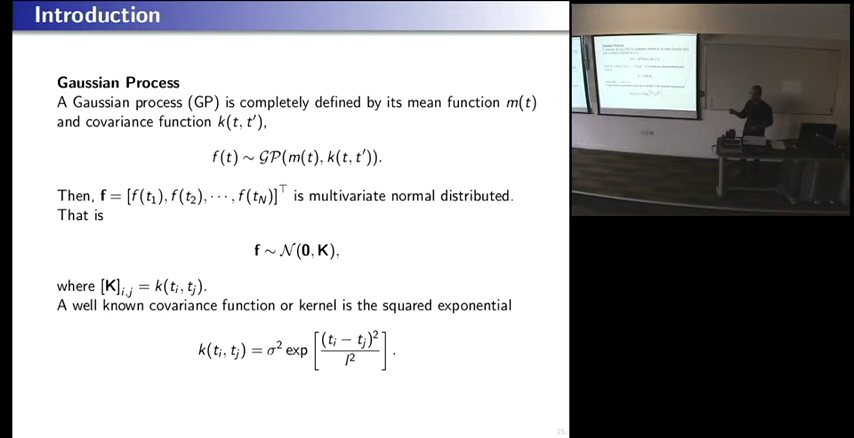 Introduction
Gaussian Process
A Gaussian process (GP) is completely defined by its mean function m(t)
and covariance function k(t, t′),
f(t) ∼ 𝒢𝒫(m(t), k(t, t′)).
Then, f = [f(t₁), f(t₂), ⋯ , f(t_N)]^⊤ is multivariate normal distributed.
That is
f ∼ 𝒩(0, K),
where [K]_{i,j} = k(t_i, t_j).
A well known covariance function or kernel is the squared exponential
k(t_i, t_j) = σ² exp [(t_i − t_j)² / l²] .
15